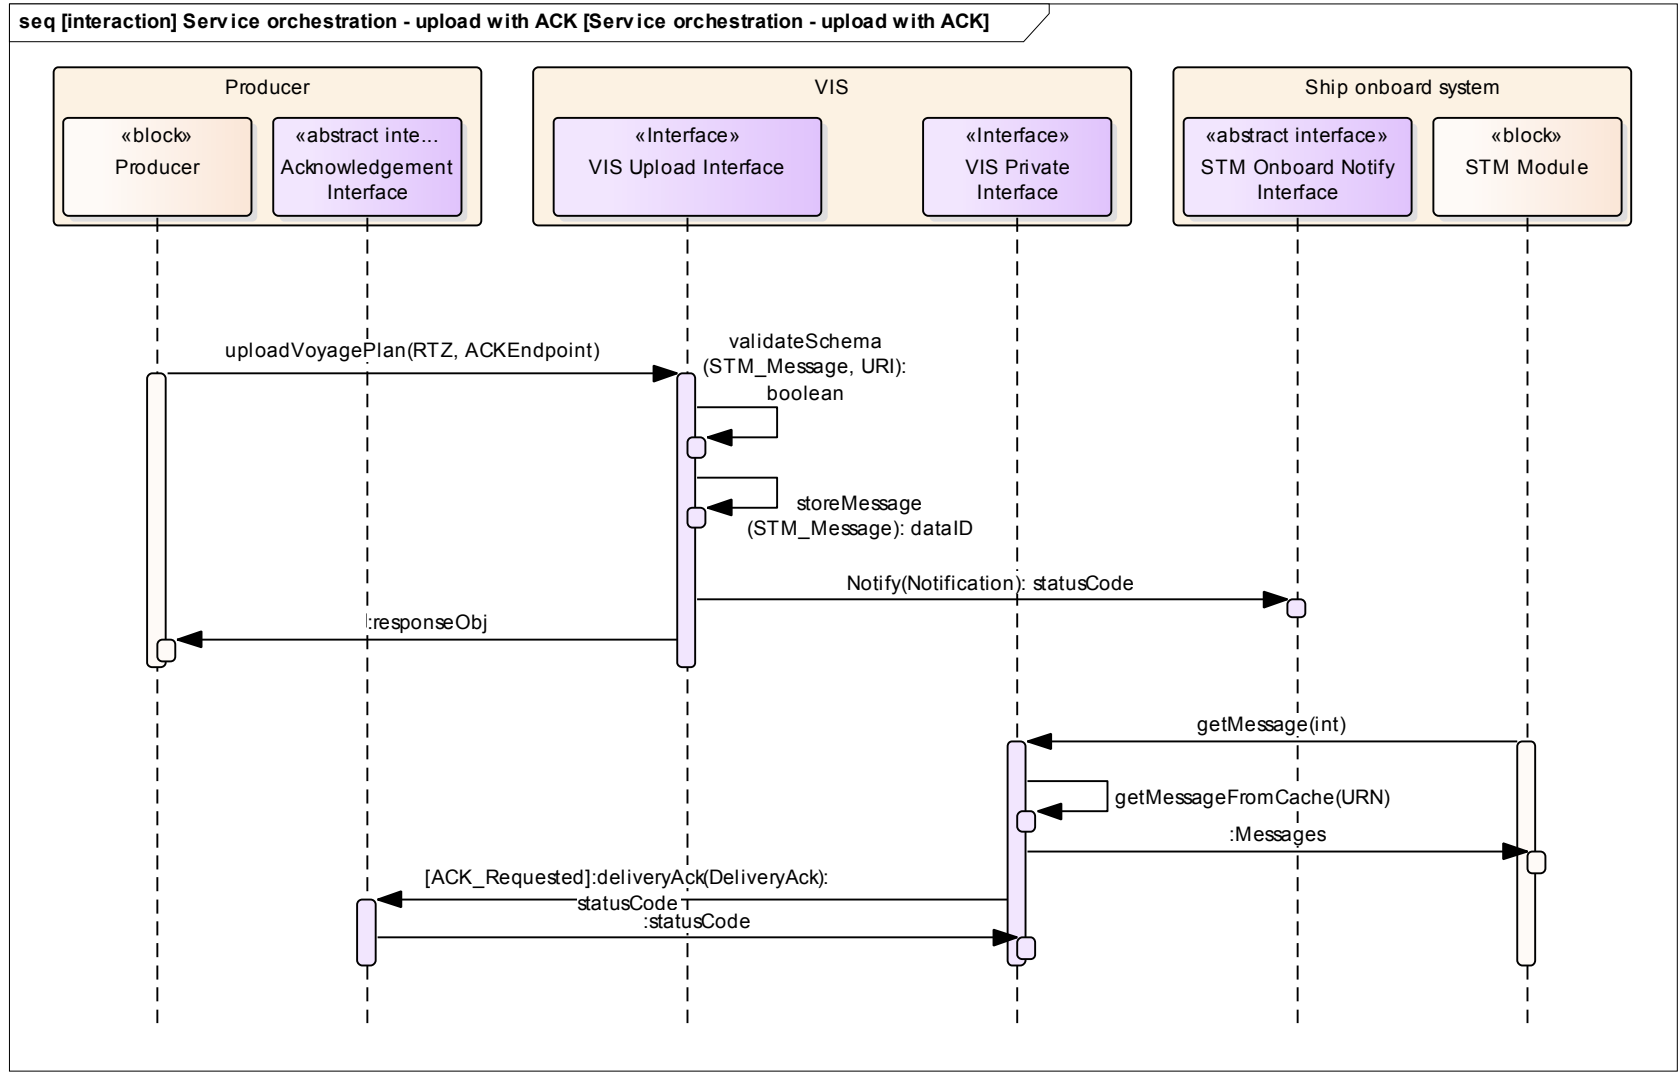 seq [interaction] Service orchestration - upload with ACK [Service orchestration - upload with ACK]
Producer
VIS
Ship onboard system
«block»
Producer
«abstract inte...
Acknowledgement
Interface
«Interface»
VIS Upload Interface
«Interface»
VIS Private
Interface
«abstract interface»
STM Onboard Notify
Interface
«block»
STM Module
uploadVoyagePlan(RTZ, ACKEndpoint)
validateSchema
(STM_Message, URI):
boolean
storeMessage
(STM_Message): dataID
Notify(Notification): statusCode
:responseObj
getMessage(int)
getMessageFromCache(URN)
:Messages
[ACK_Requested]:deliveryAck(DeliveryAck):
statusCode
:statusCode